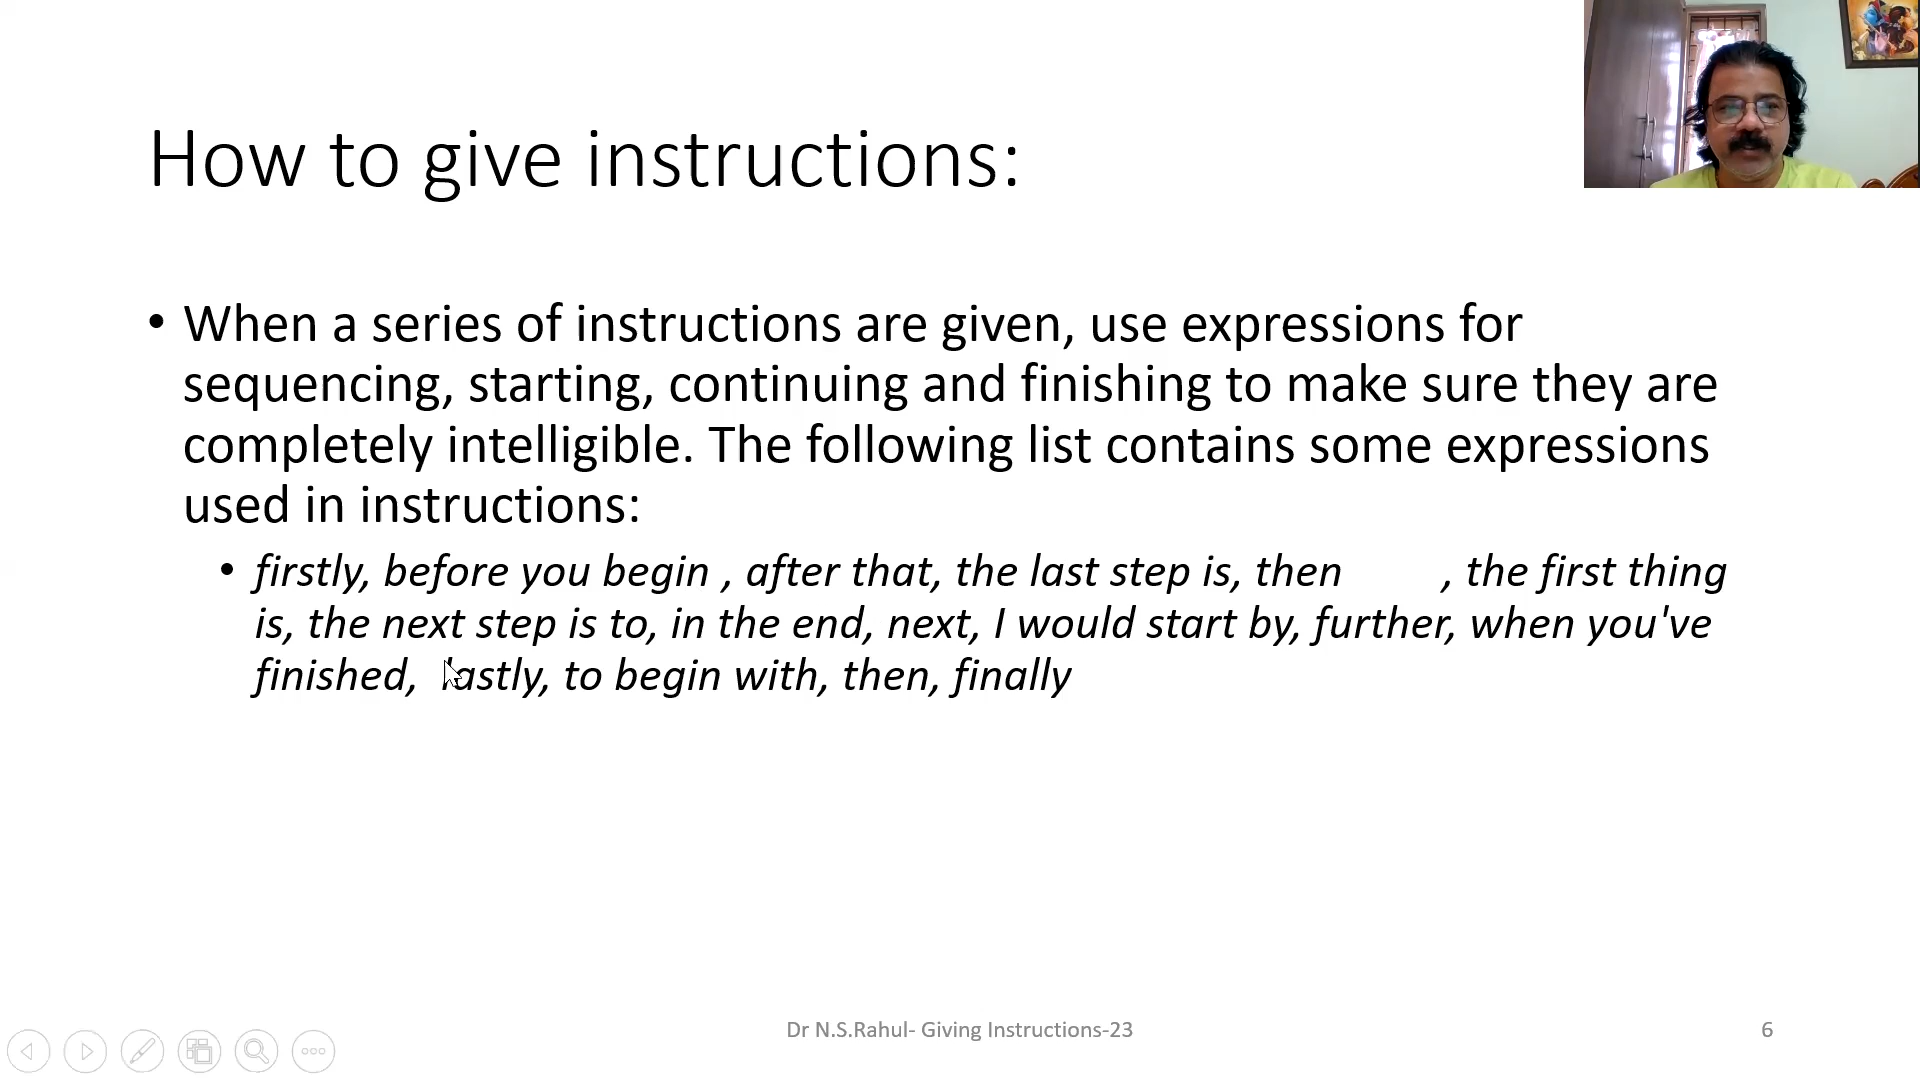 How to give instructions:
• When a series of instructions are given, use expressions for
sequencing, starting, continuing and finishing to make sure they are
completely intelligible. The following list contains some expressions
used in instructions:
• firstly, before you begin , after that, the last step is, then , the first thing
is, the next step is to, in the end, next, I would start by, further, when you've
finished, lastly, to begin with, then, finally
Dr N.S.Rahul- Giving Instructions-23
6